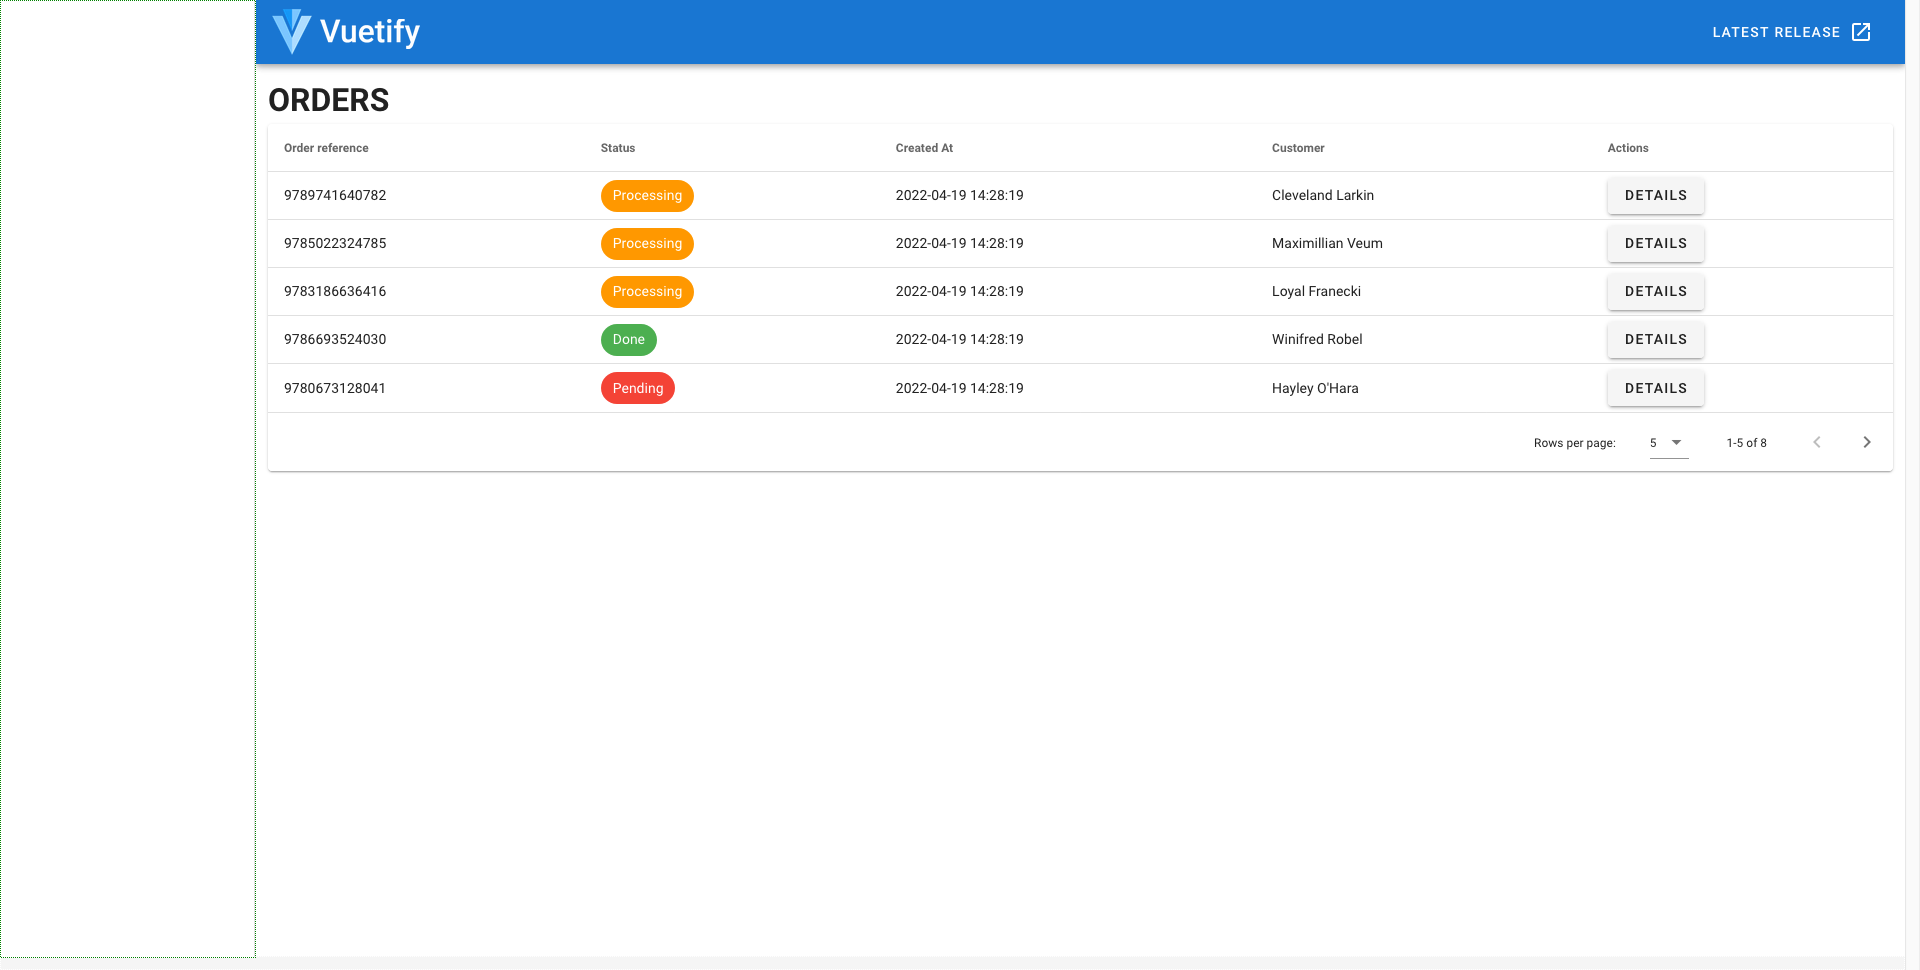 Vuetify LATEST RELEASE
ORDERS
Order reference Status Created At Customer Actions
9789741640782 Processing 2022-04-19 14:28:19 Cleveland Larkin DETAILS
9785022324785 Processing 2022-04-19 14:28:19 Maximillian Veum DETAILS
9783186636416 Processing 2022-04-19 14:28:19 Loyal Franecki DETAILS
9786693524030 Done 2022-04-19 14:28:19 Winifred Robel DETAILS
9780673128041 Pending 2022-04-19 14:28:19 Hayley O'Hara DETAILS
Rows per page: 5 1-5 of 8